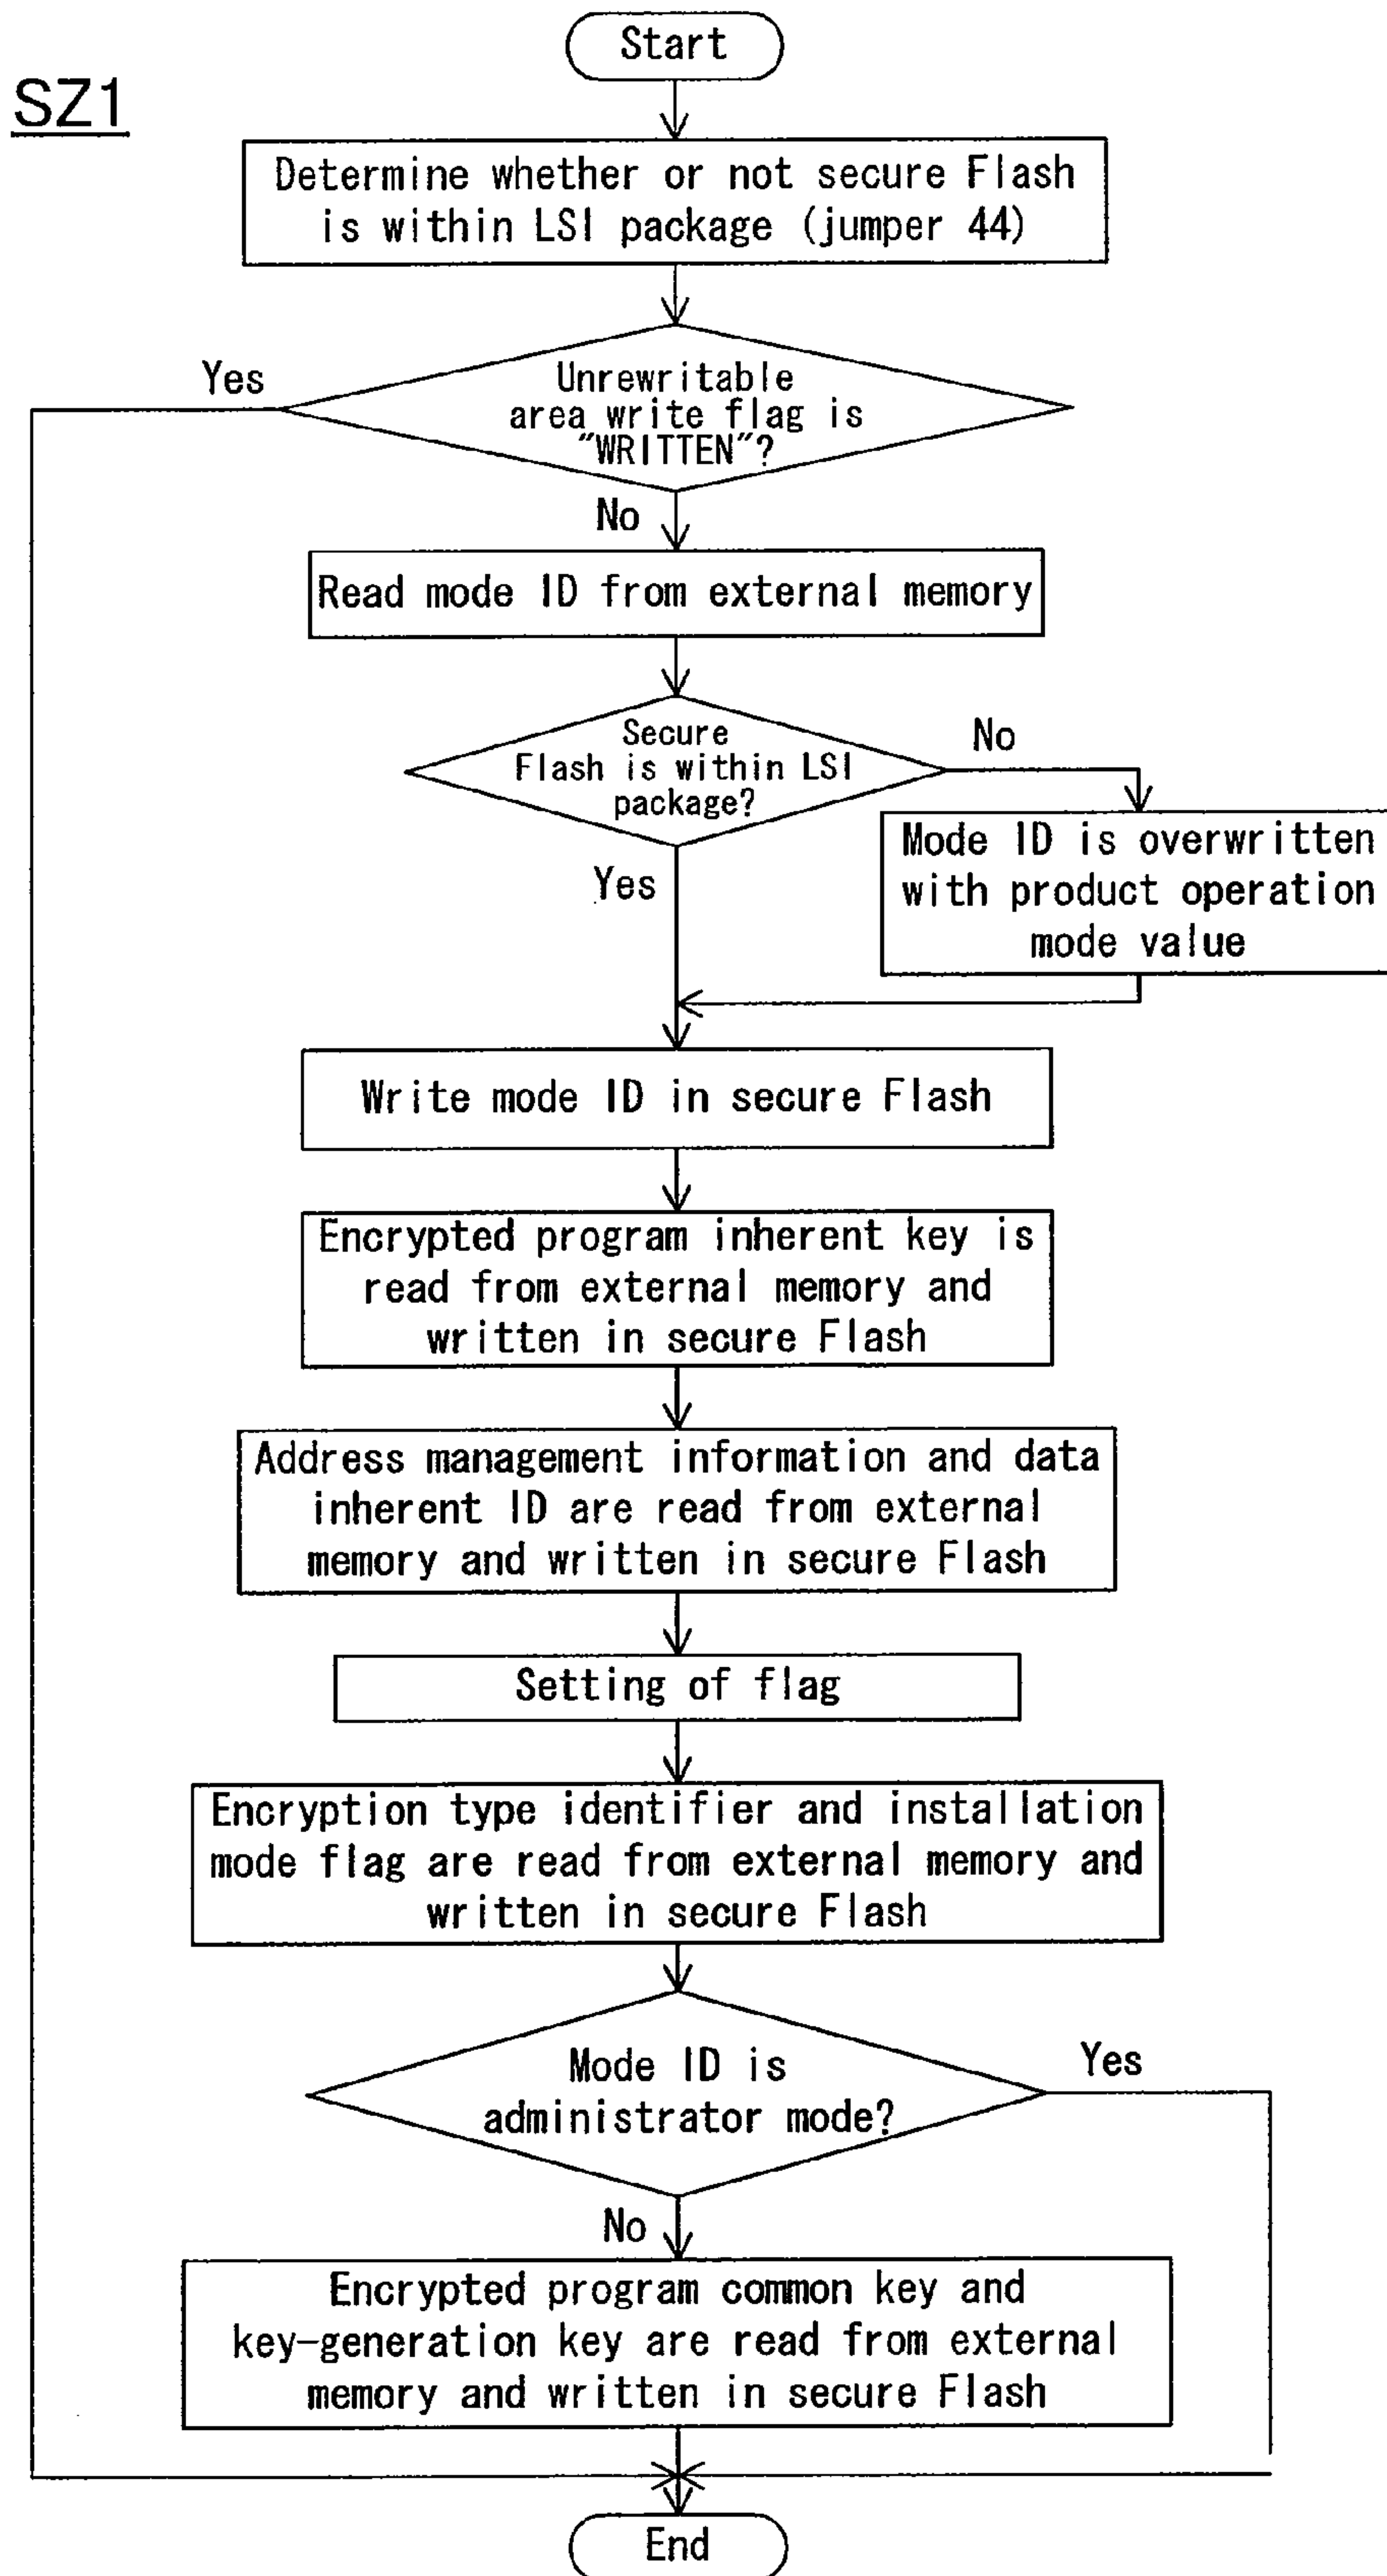 Start
SZ1
Determine whether or not secure Flash
is within LSI package (jumper 44)
Yes
Unrewritable
area write flag is
"WRITTEN"?
No
Read mode ID from external memory
Secure
Flash is within LSI
package?
No
Mode ID is overwritten
with product operation
mode value
Yes
Write mode ID in secure Flash
Encrypted program inherent key is
read from external memory and
written in secure Flash
Address management information and data
inherent ID are read from external
memory and written in secure Flash
Setting of flag
Encryption type identifier and installation
mode flag are read from external memory and
written in secure Flash
Mode ID is
administrator mode?
Yes
No
Encrypted program common key and
key-generation key are read from external
memory and written in secure Flash
End